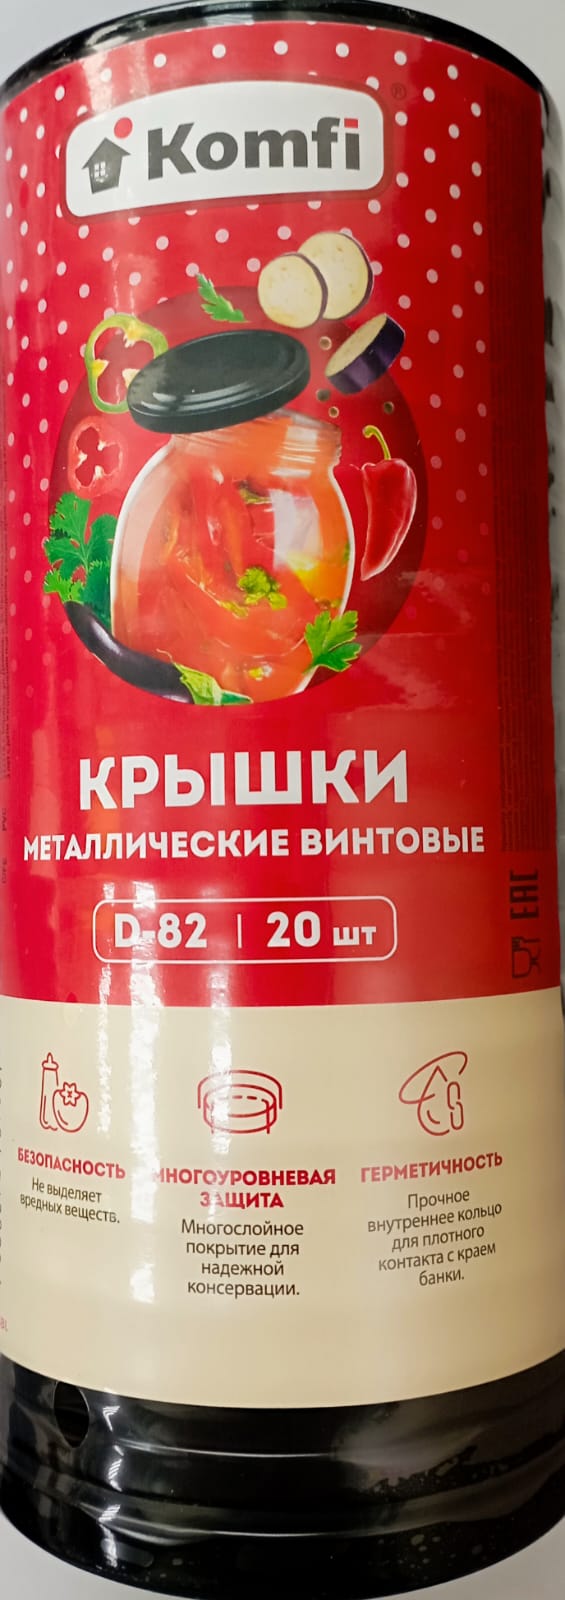 Komfi
®
КРЫШКИ
МЕТАЛЛИЧЕСКИЕ ВИНТОВЫЕ
D-82 | 20 шт
EAC
БЕЗОПАСНОСТЬ
Не выделяет
вредных веществ.
МНОГОУРОВНЕВАЯ
ЗАЩИТА
Многослойное
покрытие для
надежной
консервации.
ГЕРМЕТИЧНОСТЬ
Прочное
внутреннее кольцо
для плотного
контакта с краем
банки.